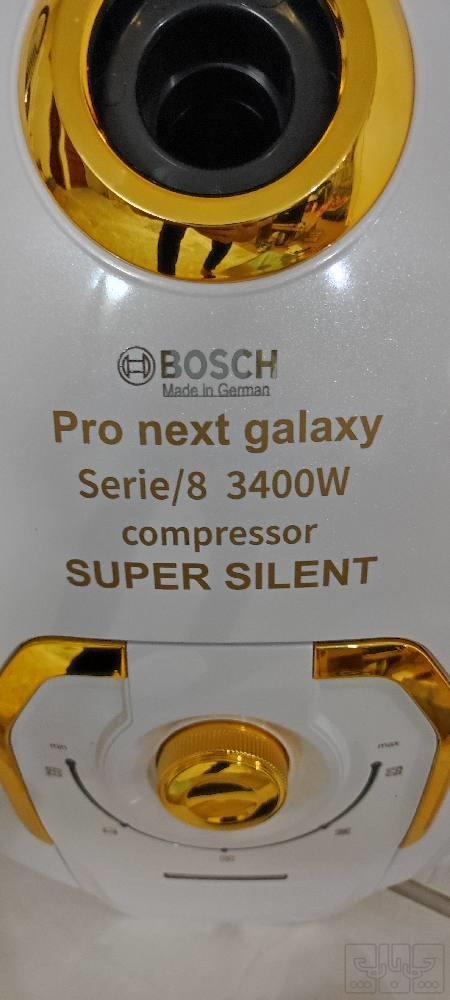 BOSCH
Made in German
Pro next galaxy
Serie/8 3400W
compressor
SUPER SILENT
min
max